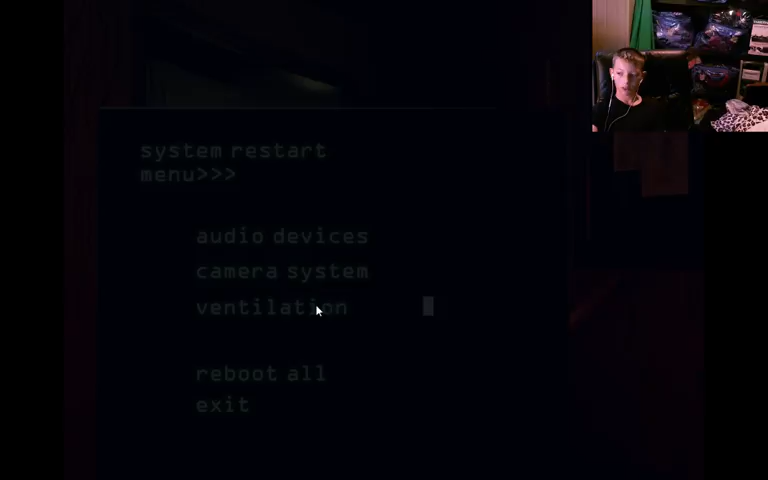 system restart
menu>>>
audio devices
camera system
ventilation
reboot all
exit